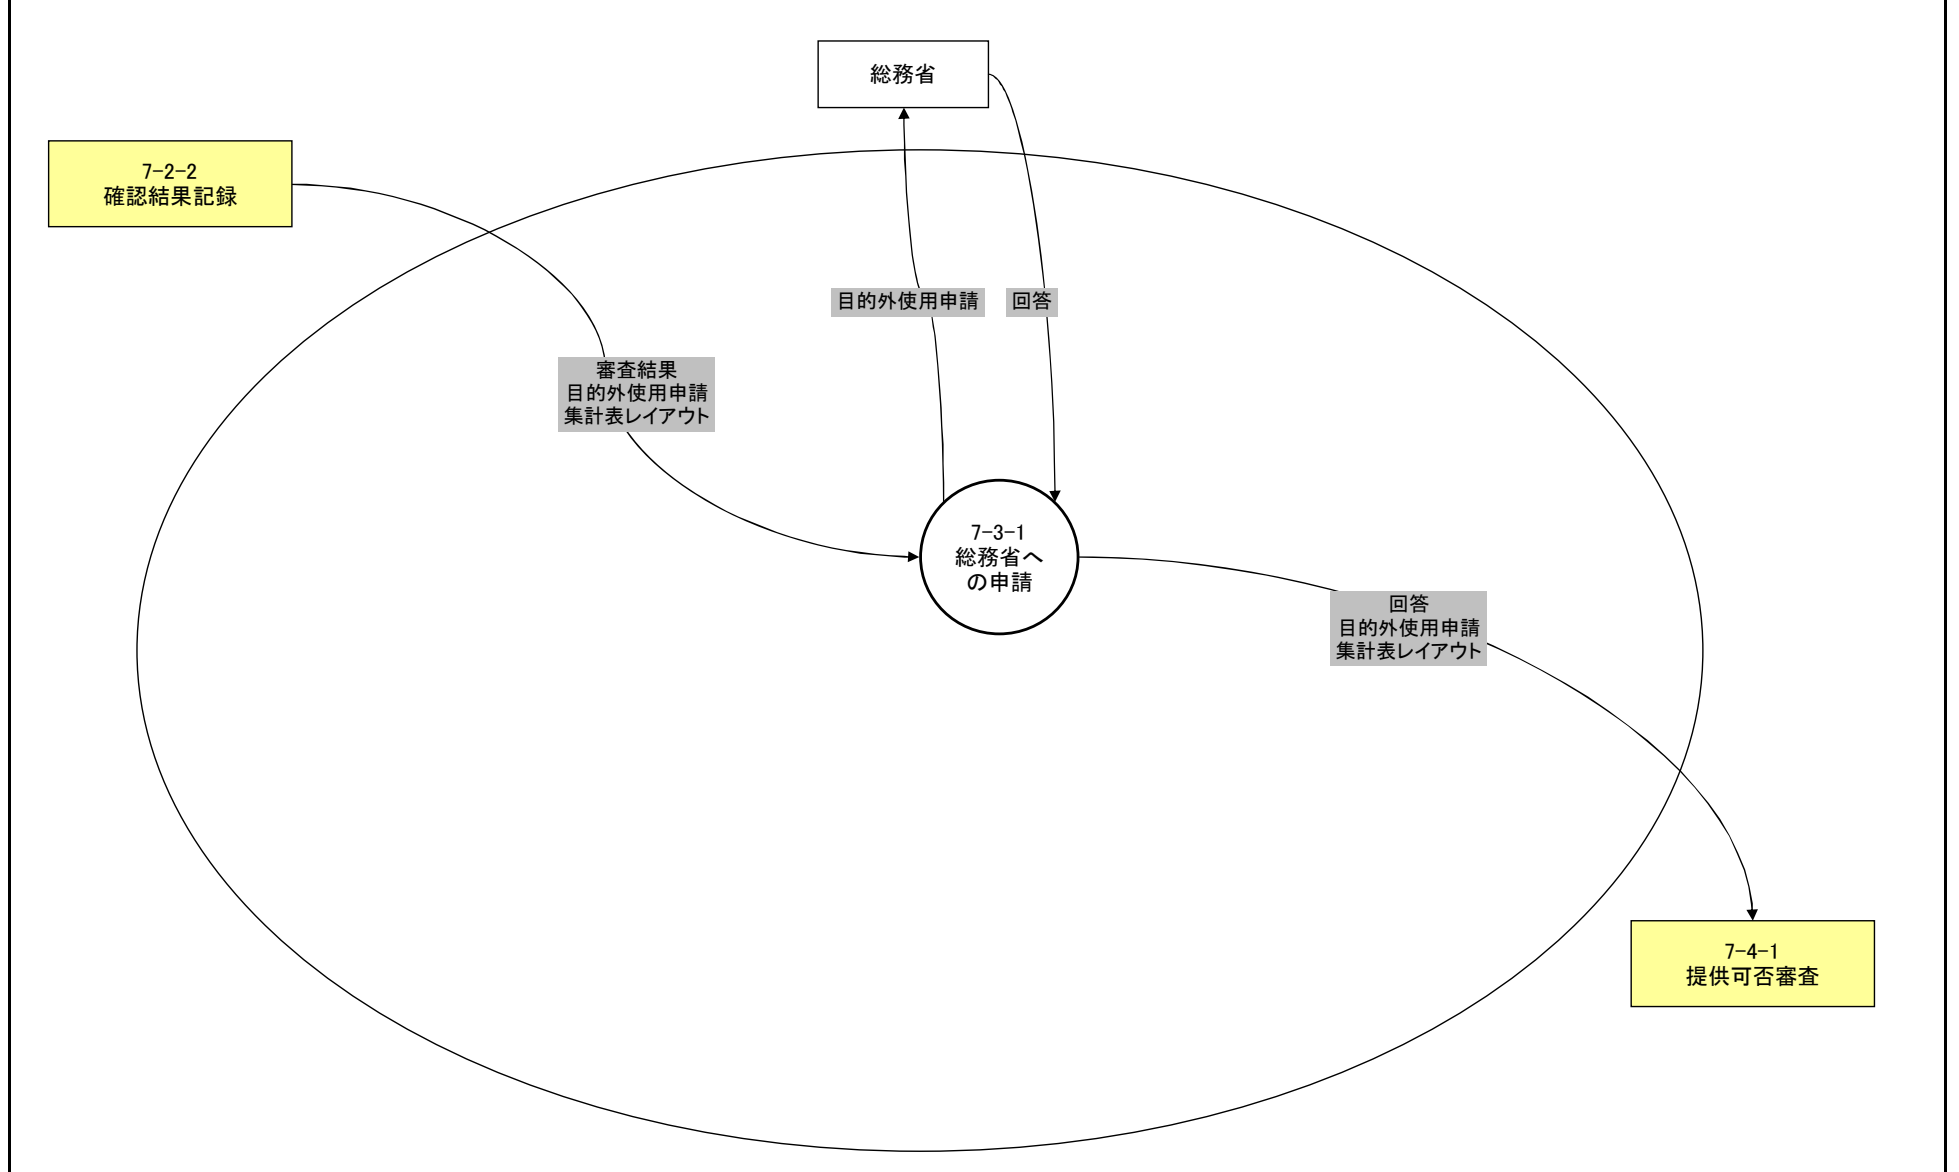 総務省
7-2-2
確認結果記録
目的外使用申請
回答
審査結果
目的外使用申請
集計表レイアウト
7-3-1
総務省へ
の申請
回答
目的外使用申請
集計表レイアウト
7-4-1
提供可否審査